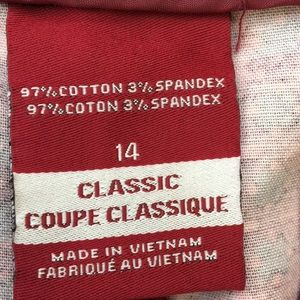 97% COTTON 3% SPANDEX
97% COTON 3% SPANDEX
14
CLASSIC
COUPE CLASSIQUE
MADE IN VIETNAM
FABRIQUÉ AU VIETNAM